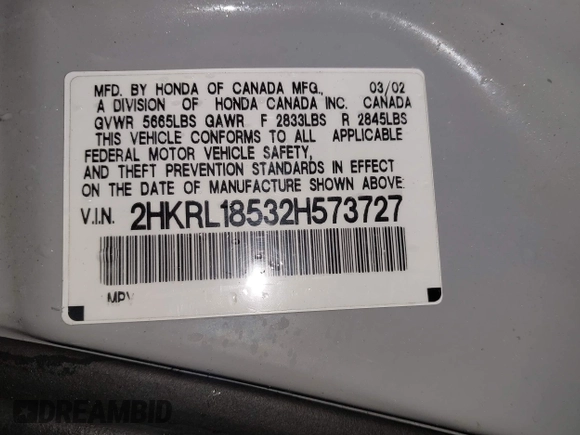 MFD. BY HONDA OF CANADA MFG., 03/02
A DIVISION OF HONDA CANADA INC. CANADA
GVWR 5665LBS GAWR F 2833LBS R 2845LBS
THIS VEHICLE CONFORMS TO ALL APPLICABLE
FEDERAL MOTOR VEHICLE SAFETY,
AND THEFT PREVENTION STANDARDS IN EFFECT
ON THE DATE OF MANUFACTURE SHOWN ABOVE.
V.I.N. 2HKRL18532H573727
MPV
DREAMBID